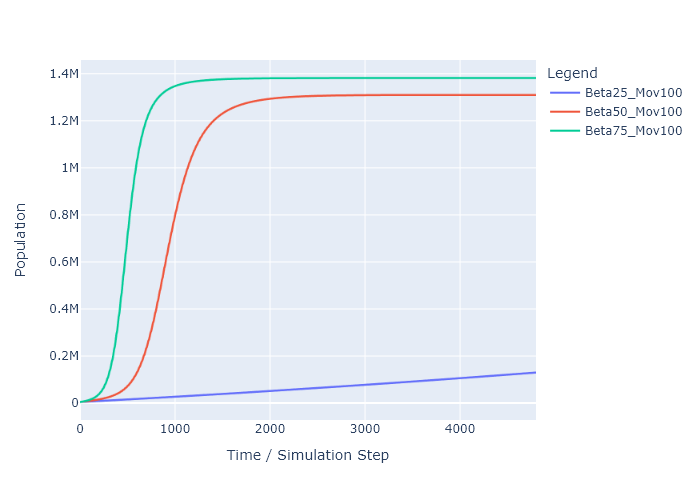 Legend
Beta25_Mov100
Beta50_Mov100
Beta75_Mov100
1.4M
1.2M
1M
0.8M
0.6M
0.4M
0.2M
0
Population
0 1000 2000 3000 4000
Time / Simulation Step